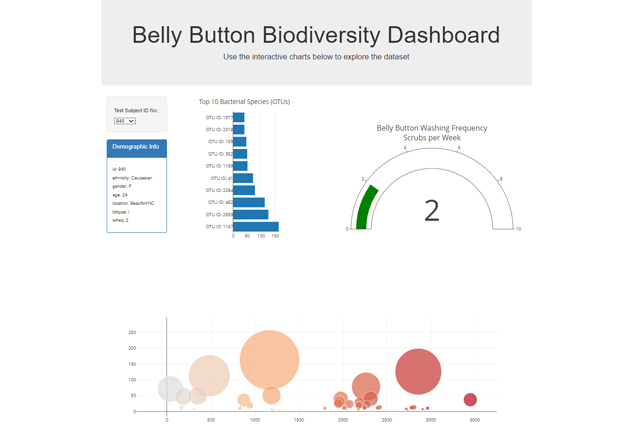 Belly Button Biodiversity Dashboard
Use the interactive charts below to explore the dataset
Test Subject ID No.:
940
Demographic Info
id: 940
ethnicity: Caucasian
gender: F
age: 24
location: Beaufort/NC
bbtype: I
wfreq: 2
Top 10 Bacterial Species (OTUs)
OTU ID: 1977
OTU ID: 2318
OTU ID: 189
OTU ID: 352
OTU ID: 1189
OTU ID: 41
OTU ID: 2264
OTU ID: 482
OTU ID: 2859
OTU ID: 1167
0 50 100 150
Belly Button Washing Frequency
Scrubs per Week
0 2 4 6 8 10
2
250
200
150
100
50
0
0 500 1000 1500 2000 2500 3000 3500